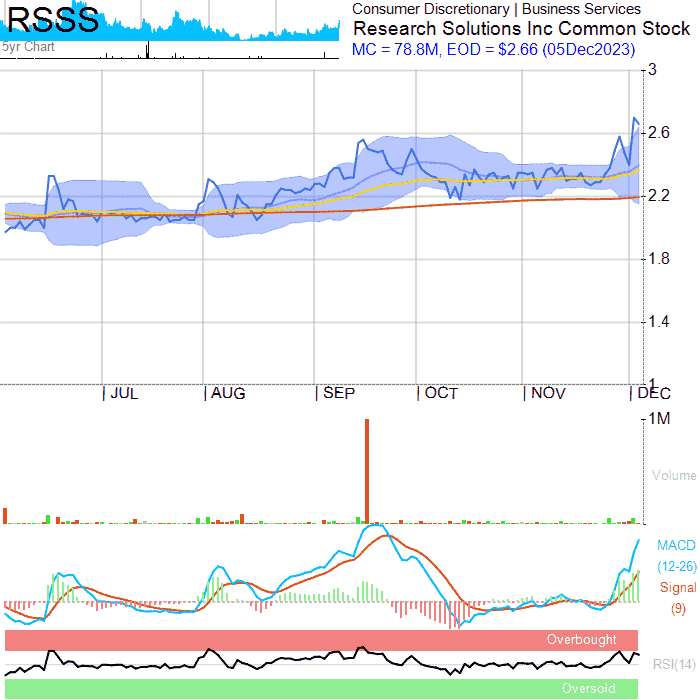 RSSS
5yr Chart
Consumer Discretionary | Business Services
Research Solutions Inc Common Stock
MC = 78.8M, EOD = $2.66 (05Dec2023)
3
2.6
2.2
1.8
1.4
1
| JUL | AUG | SEP | OCT | NOV | DEC
1M
Volume
MACD
(12-26)
Signal
(9)
Overbought
RSI(14)
Oversold